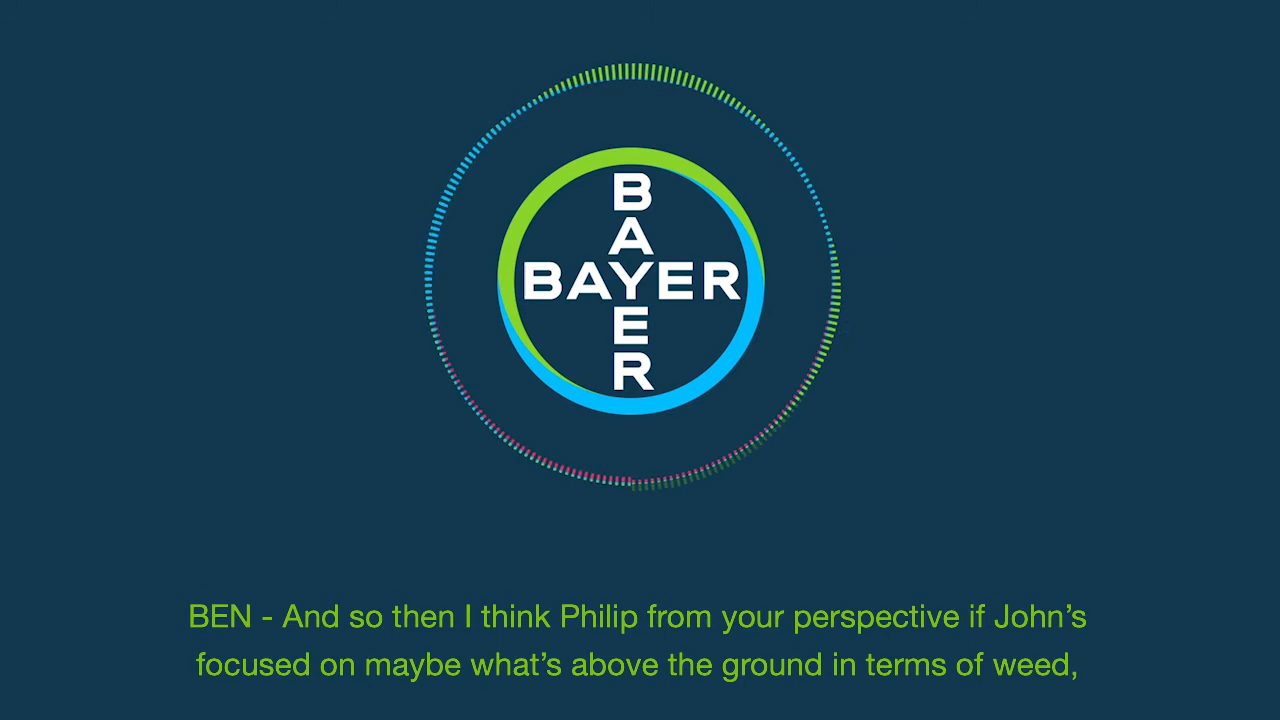 BAYER
BAYER
BEN - And so then I think Philip from your perspective if John’s
focused on maybe what’s above the ground in terms of weed,